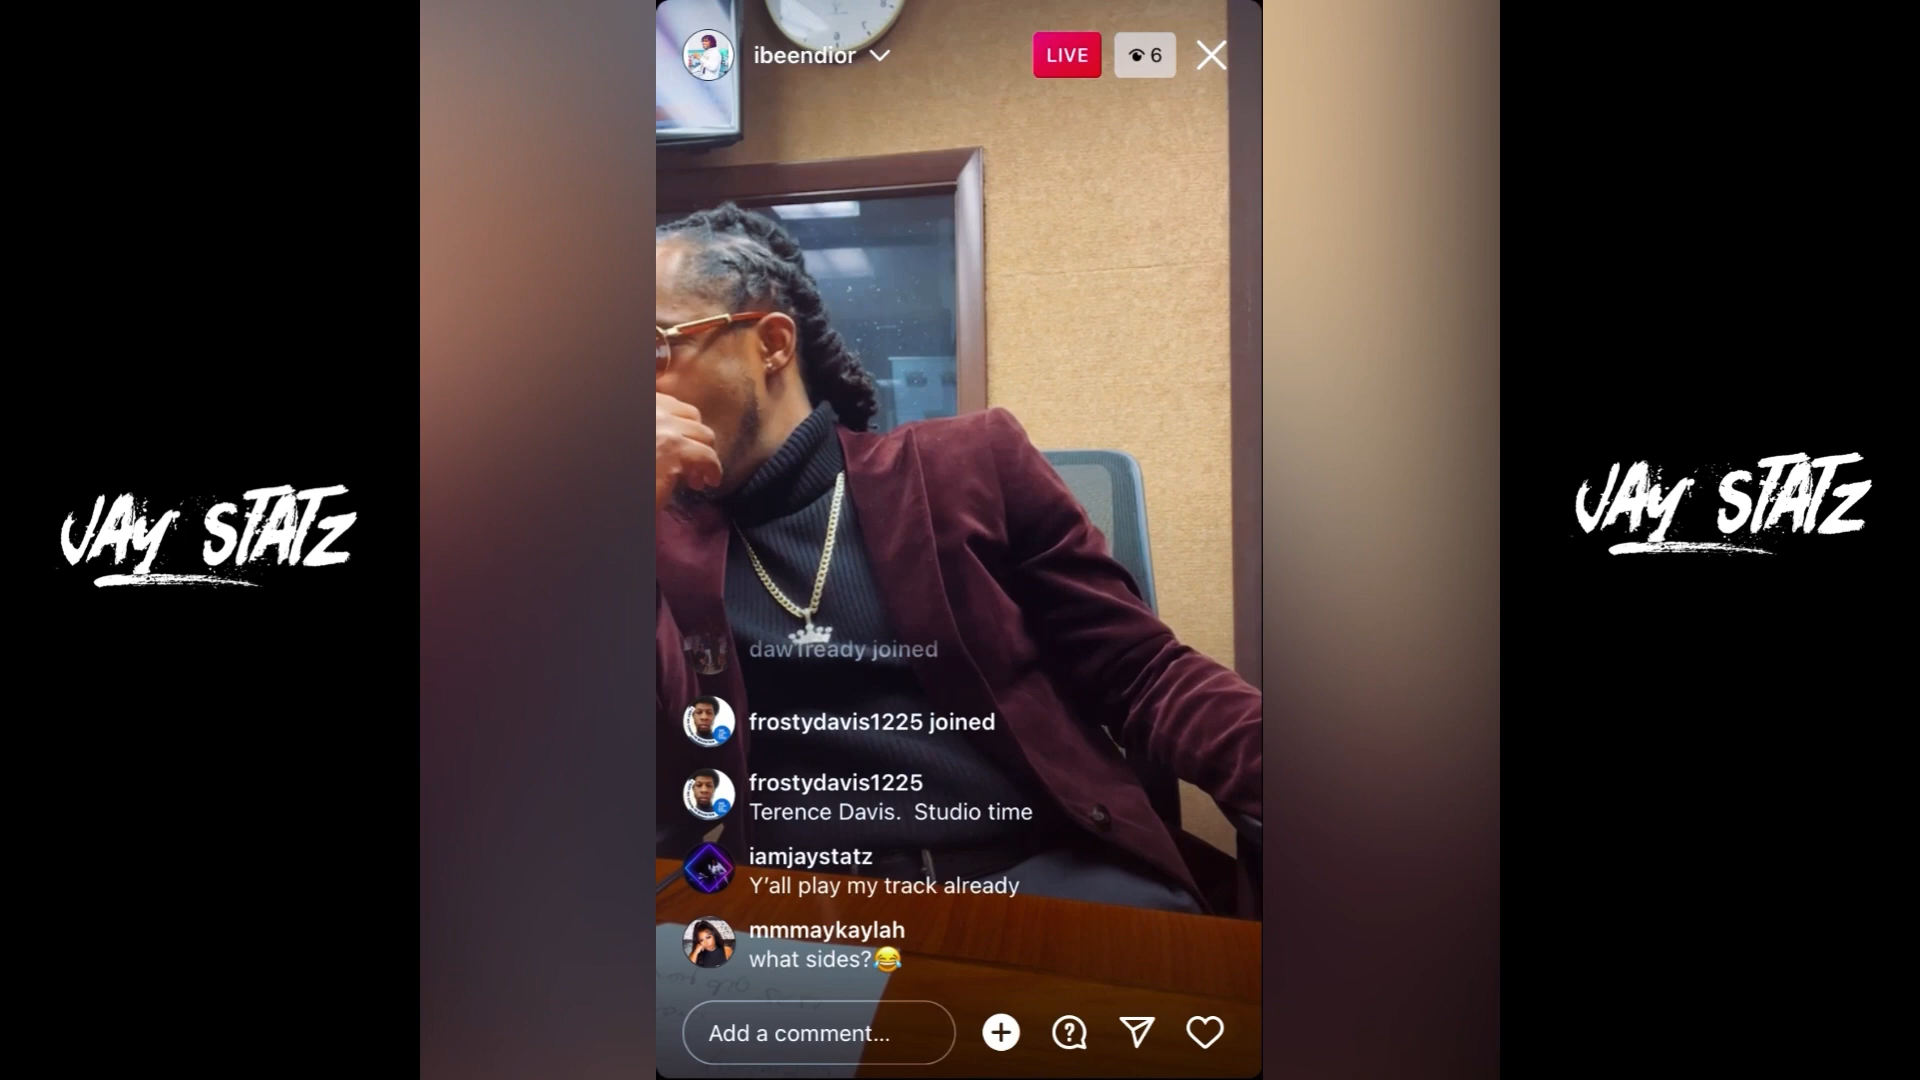 ibeendior
LIVE
6
JAY STATZ
JAY STATZ
daw1ready joined
frostydavis1225 joined
frostydavis1225
Terence Davis. Studio time
iamjaystatz
Y'all play my track already
mmmaykaylah
what sides?😂
Add a comment...